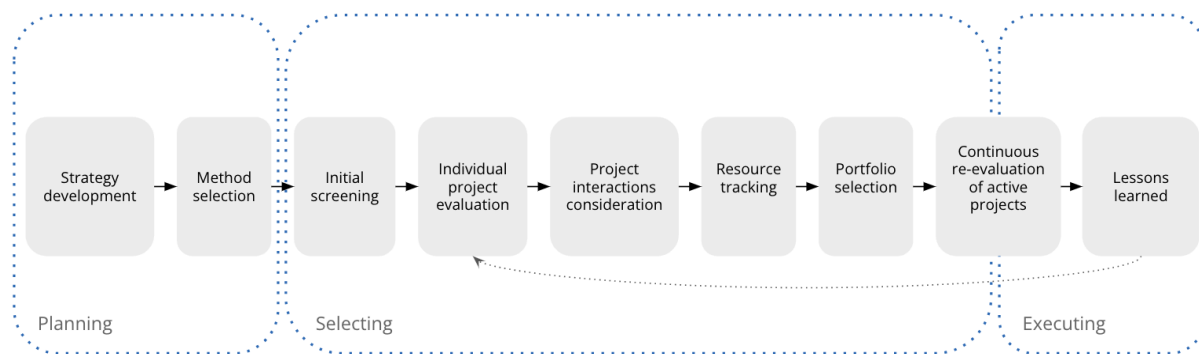 Strategy
development
Method
selection
Initial
screening
Individual
project
evaluation
Project
interactions
consideration
Resource
tracking
Portfolio
selection
Continuous
re-evaluation
of active
projects
Lessons
learned
Planning
Selecting
Executing